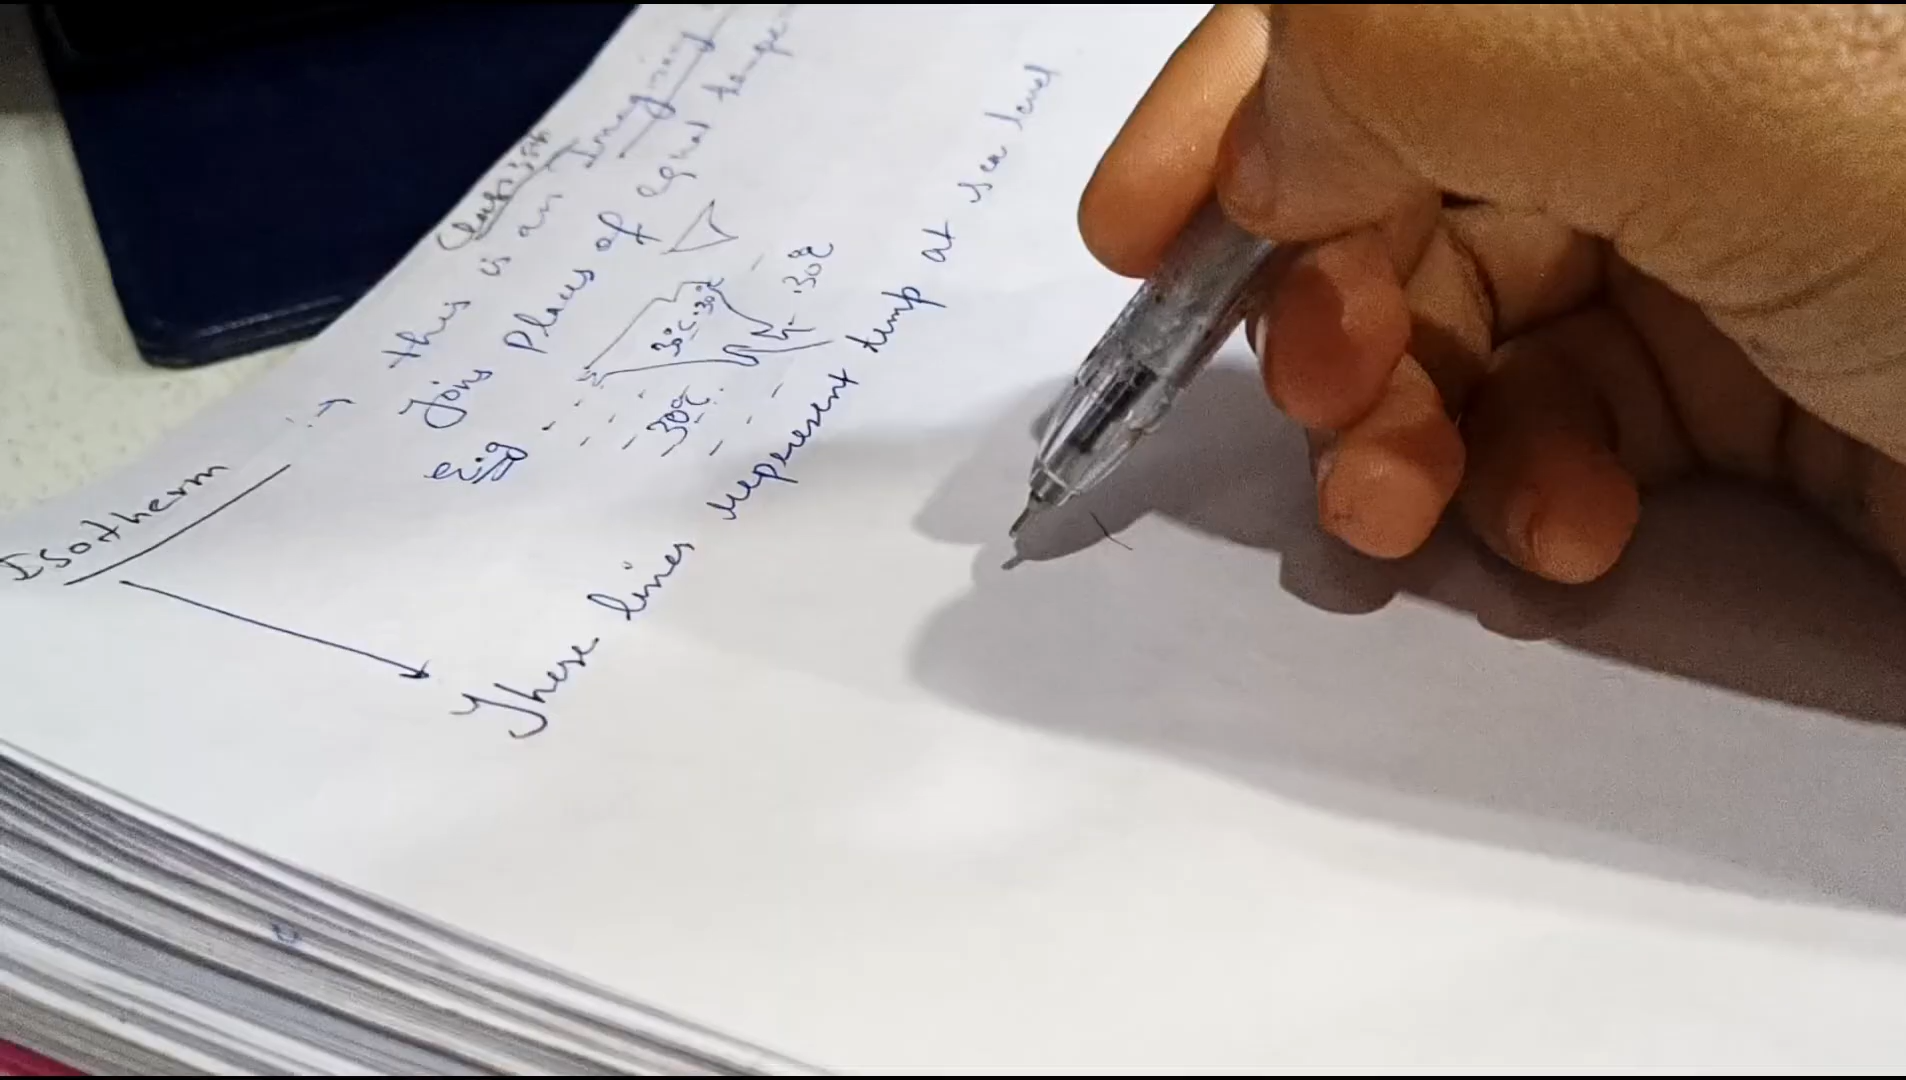 Isotherm
this is an Imaginary
Joins Places of equal tempe
Fig
30°C .30°C .30°C
30°C
These lines represent temp at sea level